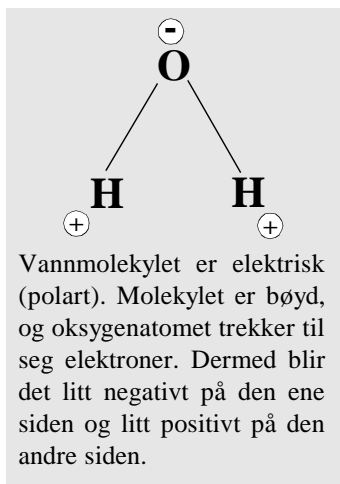 -
O
H H
+ +
Vannmolekylet er elektrisk
(polart). Molekylet er bøyd,
og oksygenatomet trekker til
seg elektroner. Dermed blir
det litt negativt på den ene
siden og litt positivt på den
andre siden.